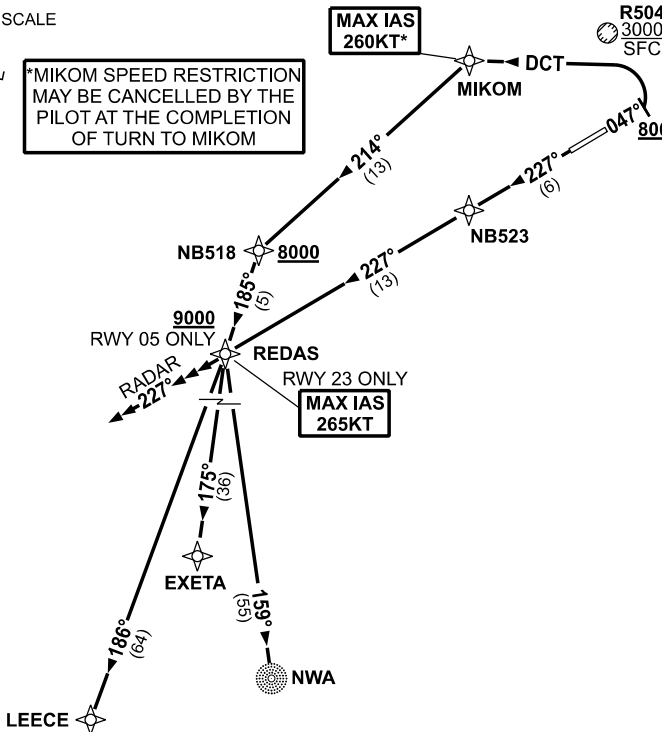 SCALE
MAX IAS
260KT*
R504
3000
SFC
*MIKOM SPEED RESTRICTION
MAY BE CANCELLED BY THE
PILOT AT THE COMPLETION
OF TURN TO MIKOM
DCT
MIKOM
047°
800
214°
(13)
227°
(6)
NB523
NB518
8000
227°
(13)
185°
(5)
9000
RWY 05 ONLY
REDAS
RADAR
227°
RWY 23 ONLY
MAX IAS
265KT
175°
(36)
EXETA
159°
(55)
186°
(64)
NWA
LEECE